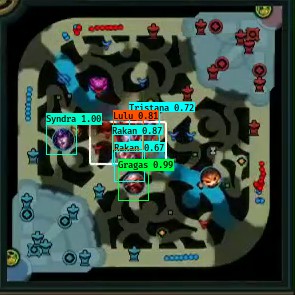 Tristana 0.72
Lulu 0.81
Syndra 1.00
Rakan 0.87
Rakan 0.67
Gragas 0.99